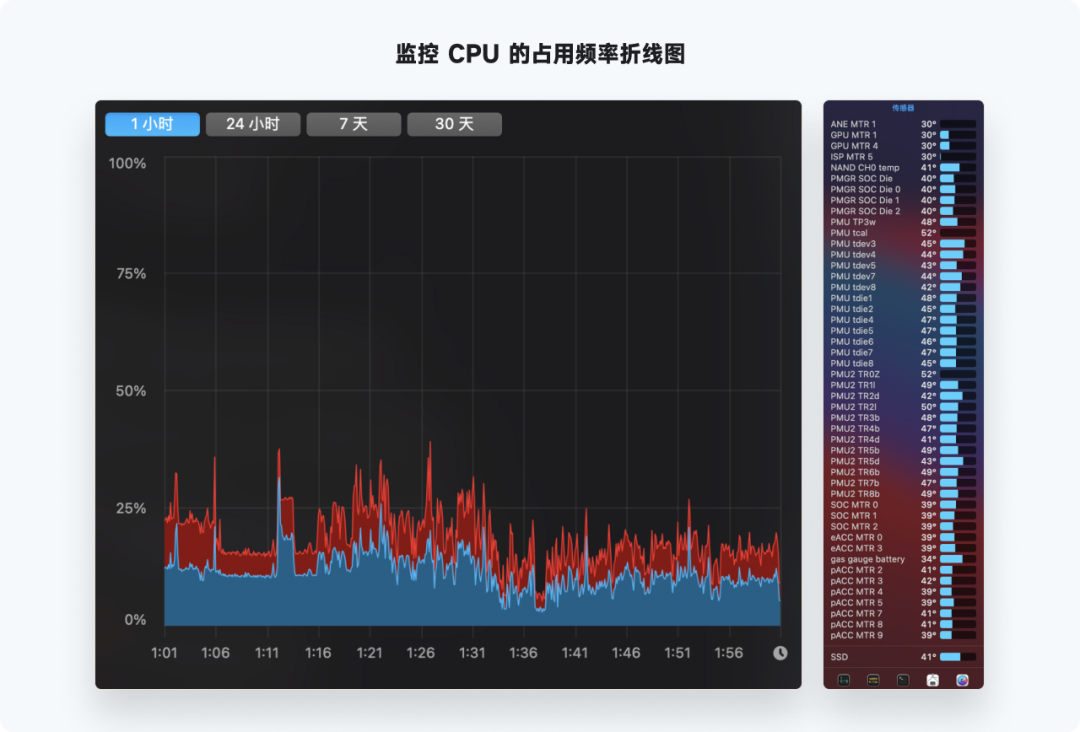 监控 CPU 的占用频率折线图
1 小时 24 小时 7 天 30 天
100%
75%
50%
25%
0%
1:01 1:06 1:11 1:16 1:21 1:26 1:31 1:36 1:41 1:46 1:51 1:56
传感器
ANE MTR 1 30°
GPU MTR 1 30°
GPU MTR 4 30°
ISP MTR 5 30°
NAND CH0 temp 41°
PMGR SOC Die 40°
PMGR SOC Die 0 40°
PMGR SOC Die 1 40°
PMGR SOC Die 2 40°
PMU TP3w 48°
PMU tcal 52°
PMU tdev3 45°
PMU tdev4 44°
PMU tdev5 43°
PMU tdev7 44°
PMU tdev8 42°
PMU tdie1 48°
PMU tdie2 45°
PMU tdie4 47°
PMU tdie5 47°
PMU tdie6 46°
PMU tdie7 47°
PMU tdie8 45°
PMU2 TR0Z 52°
PMU2 TR1l 49°
PMU2 TR2d 42°
PMU2 TR2l 50°
PMU2 TR3b 48°
PMU2 TR4b 47°
PMU2 TR4d 41°
PMU2 TR5b 49°
PMU2 TR5d 43°
PMU2 TR6b 49°
PMU2 TR7b 47°
PMU2 TR8b 49°
SOC MTR 0 39°
SOC MTR 1 39°
SOC MTR 2 39°
eACC MTR 0 39°
eACC MTR 3 39°
gas gauge battery 34°
pACC MTR 2 41°
pACC MTR 3 42°
pACC MTR 4 39°
pACC MTR 5 39°
pACC MTR 7 41°
pACC MTR 8 41°
pACC MTR 9 39°
SSD 41°